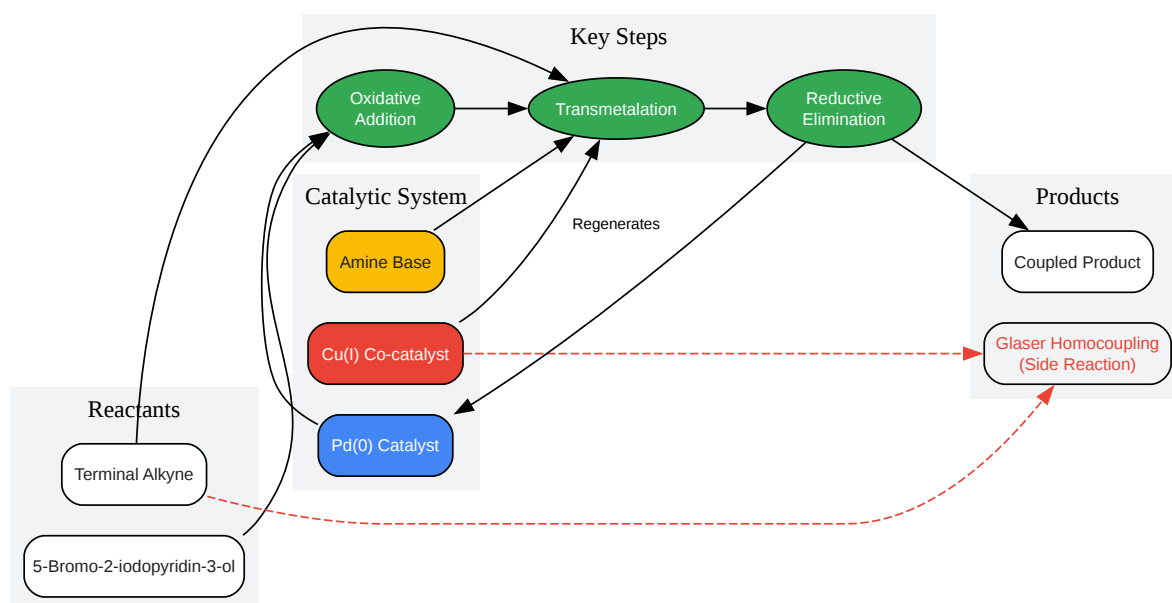 Key Steps
Oxidative
Addition
Transmetalation
Reductive
Elimination
Catalytic System
Amine Base
Cu(I) Co-catalyst
Pd(0) Catalyst
Regenerates
Products
Coupled Product
Glaser Homocoupling
(Side Reaction)
Reactants
Terminal Alkyne
5-Bromo-2-iodopyridin-3-ol